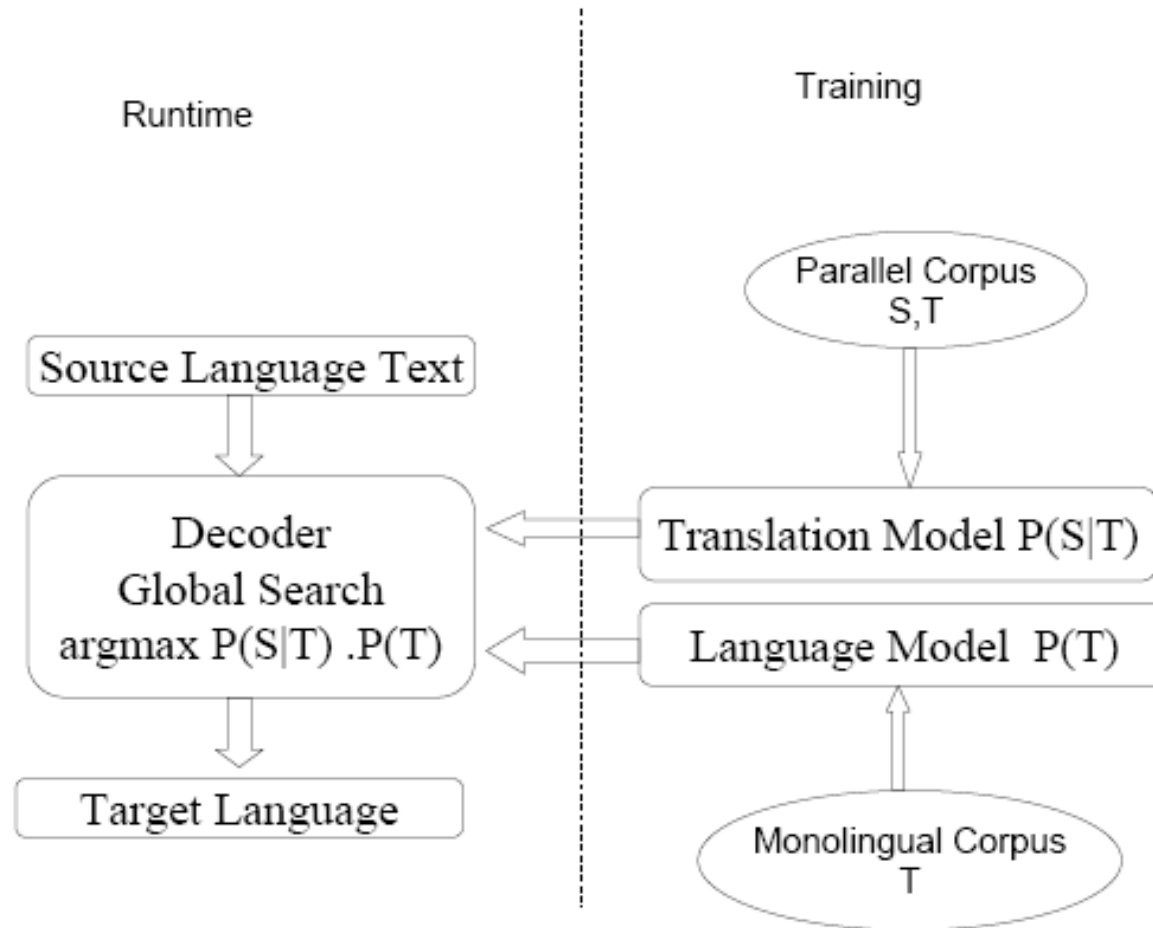 Runtime
Training
Parallel Corpus
S,T
Source Language Text
Decoder
Global Search
argmax P(S|T) .P(T)
Translation Model P(S|T)
Language Model P(T)
Target Language
Monolingual Corpus
T